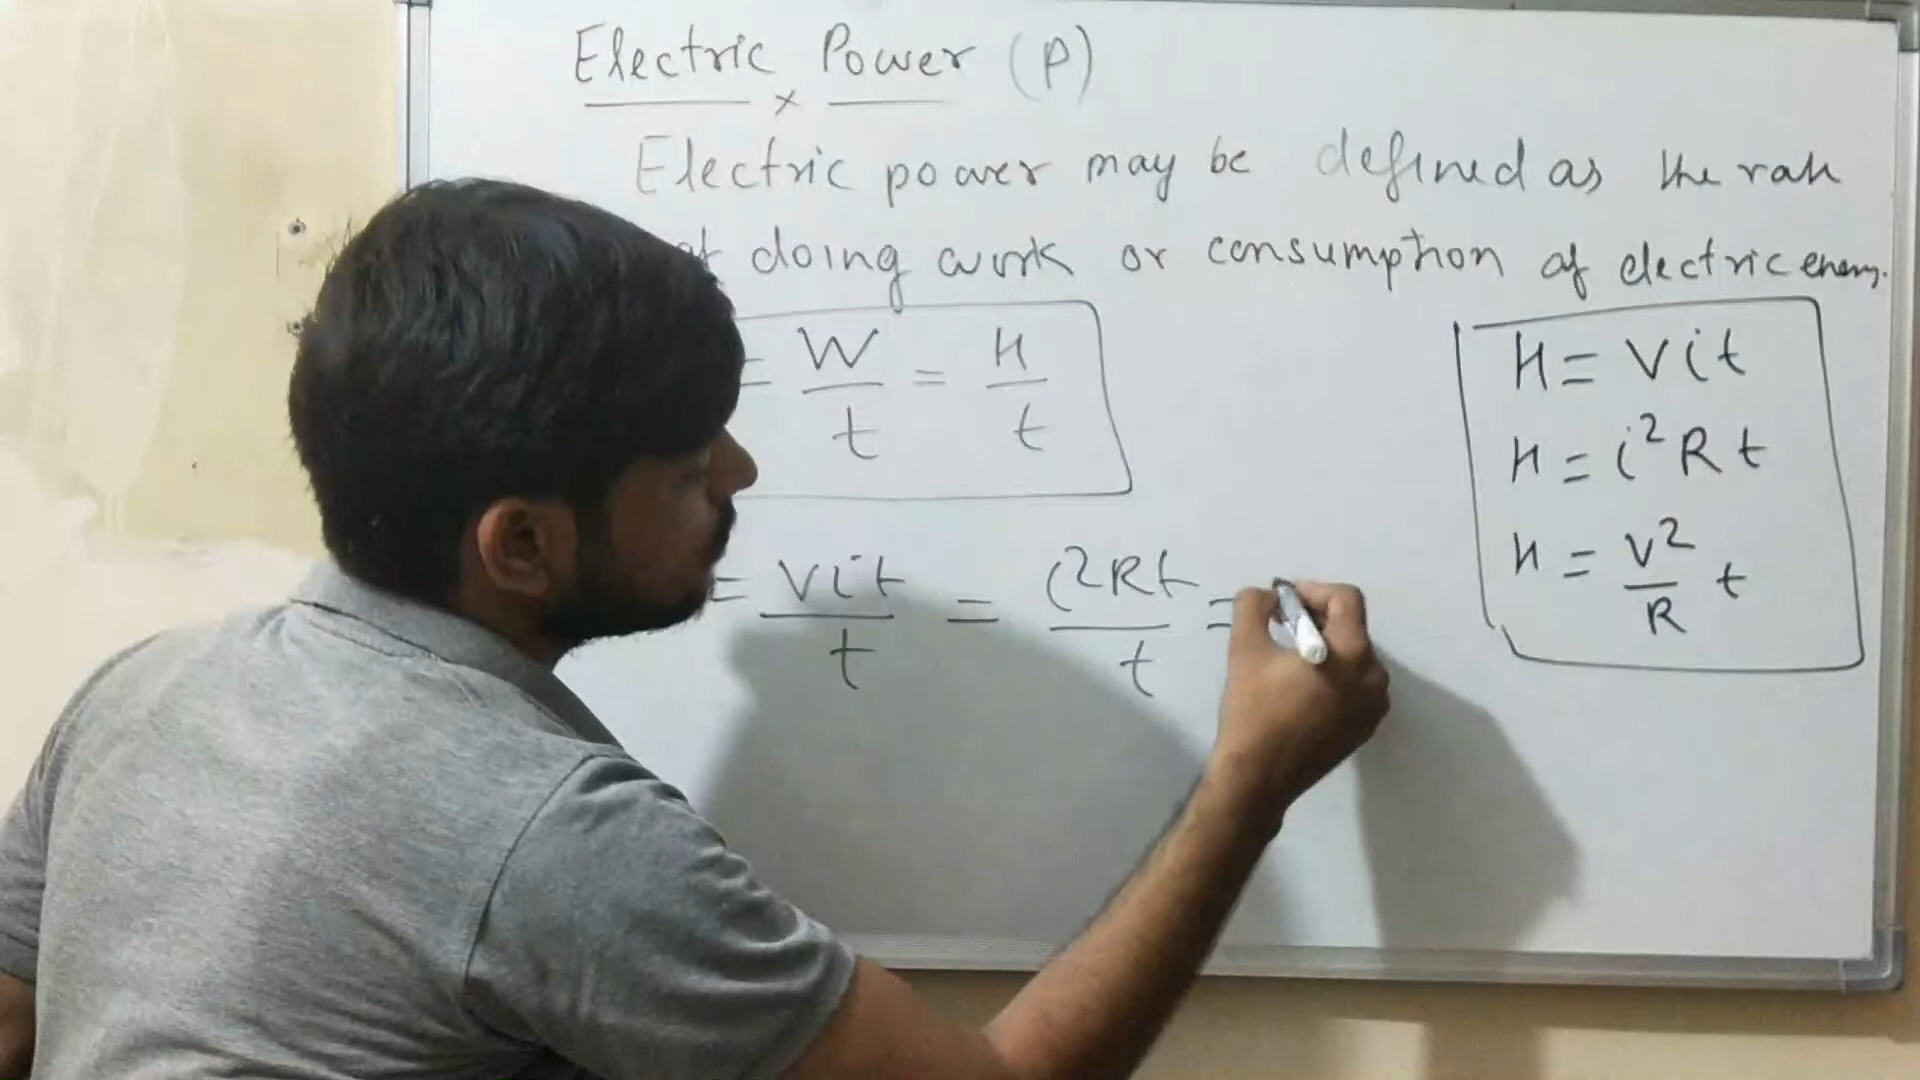 Electric Power (P)
Electric power may be defined as the rate
of doing work or consumption of electric energy.
= W/t = H/t
H = Vit
H = i²Rt
H = V²/R t
= Vit/t = i²Rt/t =